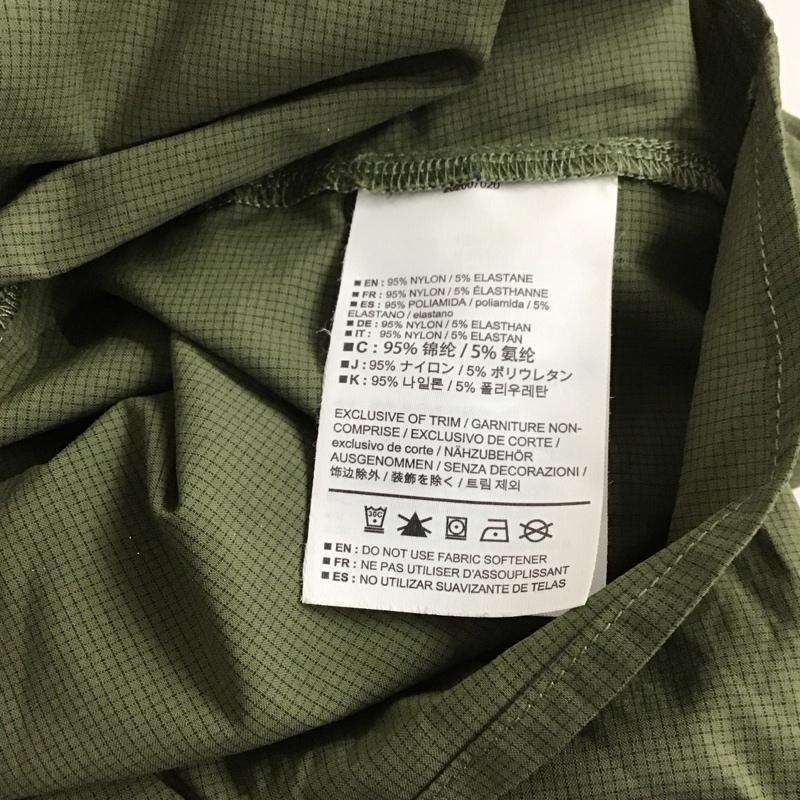 ■ EN : 95% NYLON / 5% ELASTANE
■ FR : 95% NYLON / 5% ÉLASTHANNE
■ ES : 95% POLIAMIDA / poliamida / 5%
ELASTANO / elastano
■ DE : 95% NYLON / 5% ELASTHAN
■ IT : 95% NYLON / 5% ELASTAN
■ C : 95% 锦纶 / 5% 氨纶
■ J : 95% ナイロン / 5% ポリウレタン
■ K : 95% 나일론 / 5% 폴리우레탄
EXCLUSIVE OF TRIM / GARNITURE NON-
COMPRISE / EXCLUSIVO DE CORTE /
exclusivo de corte / NÄHZUBEHÖR
AUSGENOMMEN / SENZA DECORAZIONI /
饰边除外 / 装飾を除く / 트림 제외
30C
■ EN : DO NOT USE FABRIC SOFTENER
■ FR : NE PAS UTILISER D'ASSOUPLISSANT
■ ES : NO UTILIZAR SUAVIZANTE DE TELAS